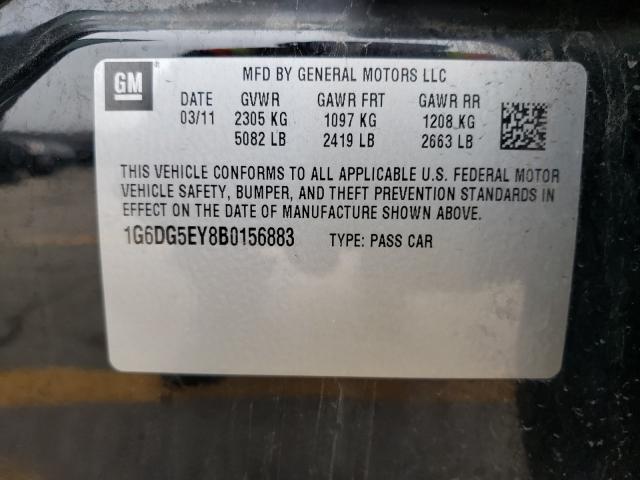 GM
MFD BY GENERAL MOTORS LLC
DATE GVWR GAWR FRT GAWR RR
03/11 2305 KG 1097 KG 1208 KG
5082 LB 2419 LB 2663 LB
THIS VEHICLE CONFORMS TO ALL APPLICABLE U.S. FEDERAL MOTOR
VEHICLE SAFETY, BUMPER, AND THEFT PREVENTION STANDARDS IN
EFFECT ON THE DATE OF MANUFACTURE SHOWN ABOVE.
1G6DG5EY8B0156883 TYPE: PASS CAR